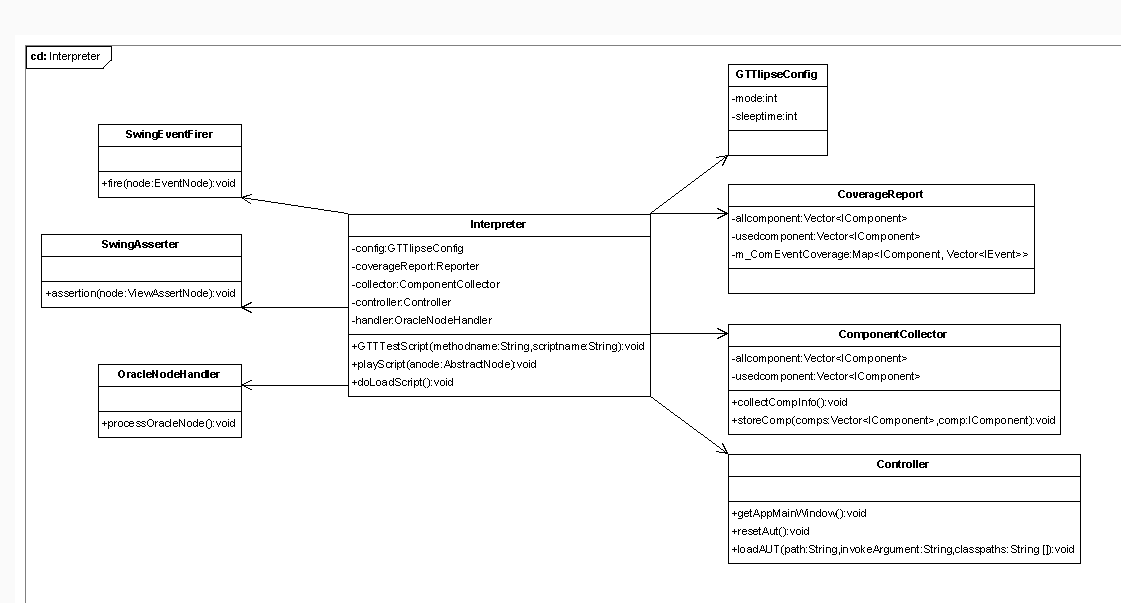 cd: Interpreter
SwingEventFirer
+fire(node:EventNode):void
SwingAsserter
+assertion(node:ViewAssertNode):void
OracleNodeHandler
+processOracleNode():void
Interpreter
-config:GTTlipseConfig
-coverageReport:Reporter
-collector:ComponentCollector
-controller:Controller
-handler:OracleNodeHandler
+GTTTestScript(methodname:String,scriptname:String):void
+playScript(anode:AbstractNode):void
+doLoadScript():void
GTTlipseConfig
-mode:int
-sleeptime:int
CoverageReport
-allcomponent:Vector<IComponent>
-usedcomponent:Vector<IComponent>
-m_ComEventCoverage:Map<IComponent, Vector<IEvent>>
ComponentCollector
-allcomponent:Vector<IComponent>
-usedcomponent:Vector<IComponent>
+collectCompInfo():void
+storeComp(comps:Vector<IComponent>,comp:IComponent):void
Controller
+getAppMainWindow():void
+resetAut():void
+loadAUT(path:String,invokeArgument:String,classpaths: String []):void